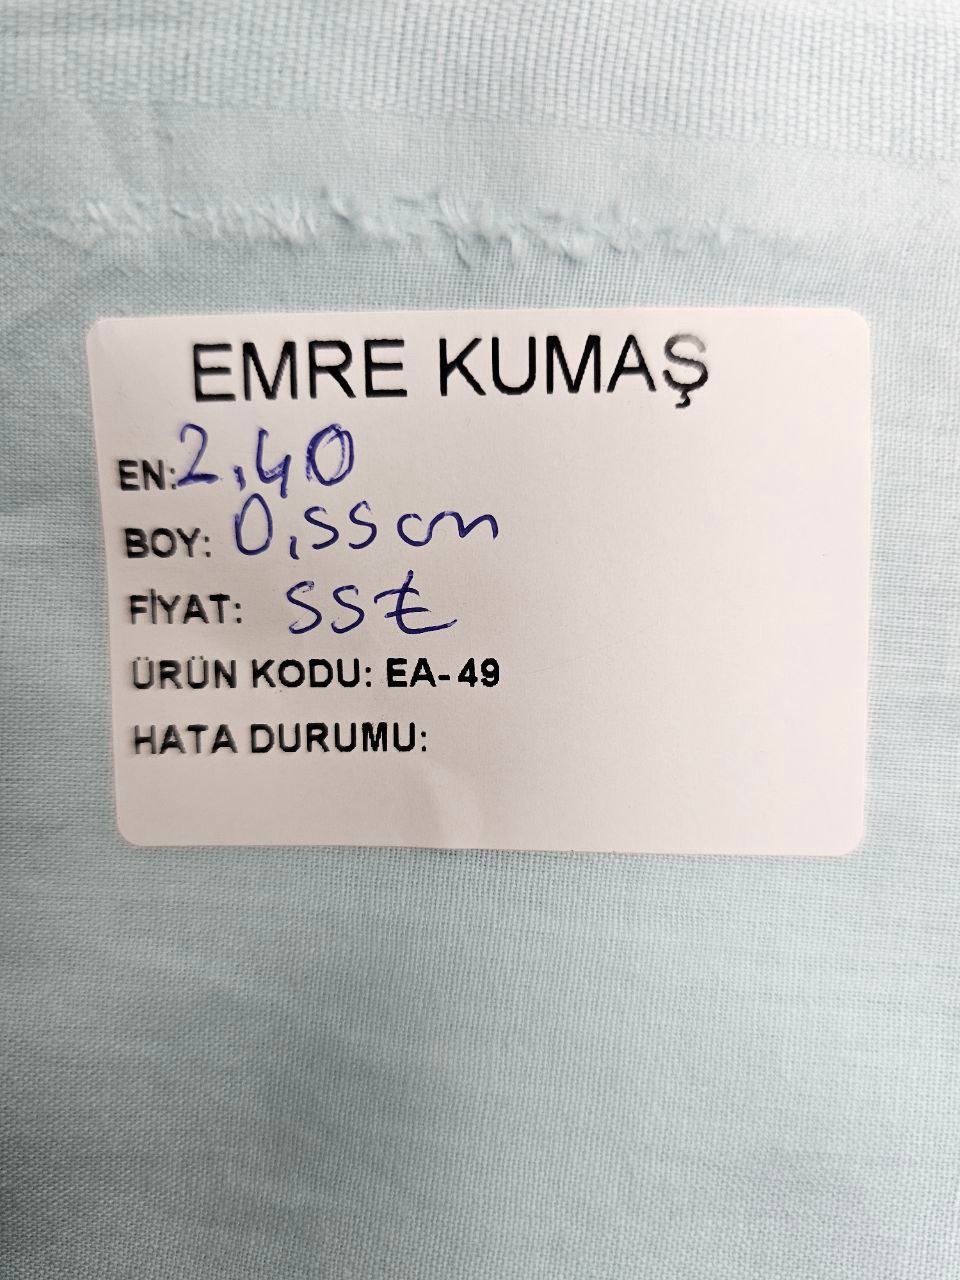 EMRE KUMAŞ
EN: 2,40
BOY: 0,55 cm
FİYAT: 55 ₺
ÜRÜN KODU: EA-49
HATA DURUMU: